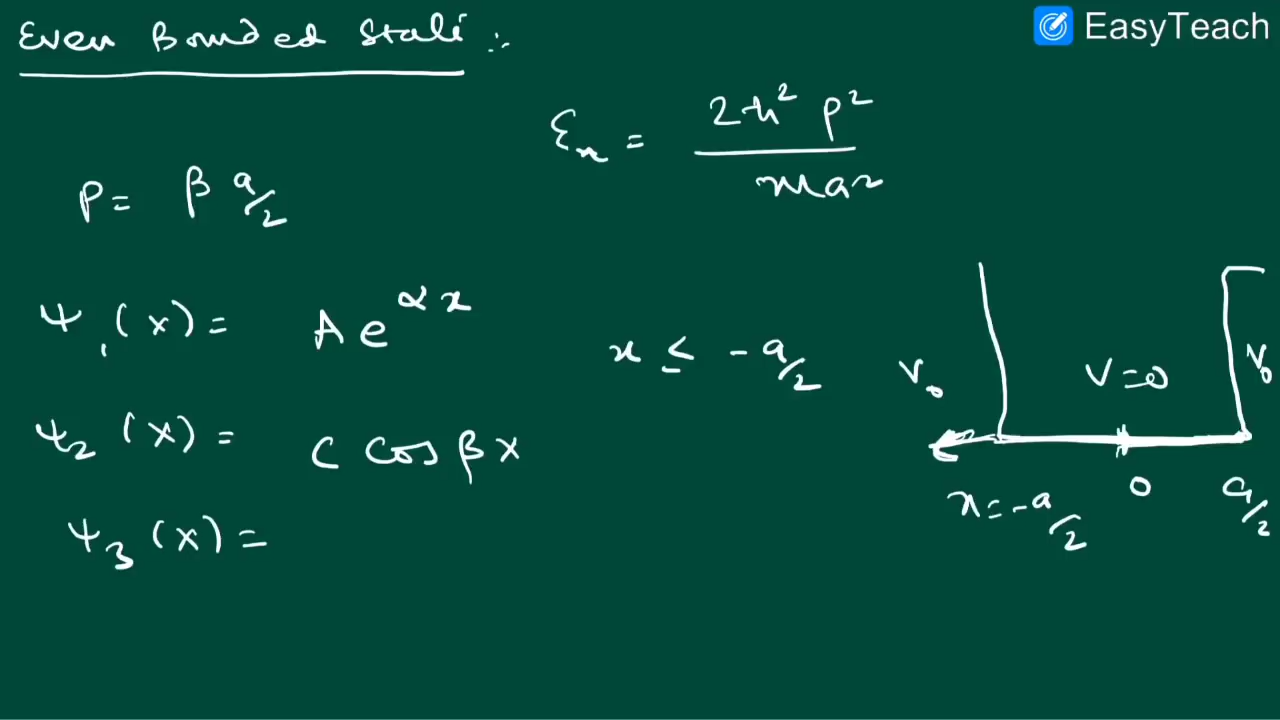 Even Bounded State :
EasyTeach
Ɛn = 2ħ² P² / ma²
P = β a/2
Ψ₁(x) = A e^αx
x ≤ -a/2
V₀
V=0
V₀
Ψ₂(x) = C Cos βx
x = -a/2
0
a/2
Ψ₃(x) =